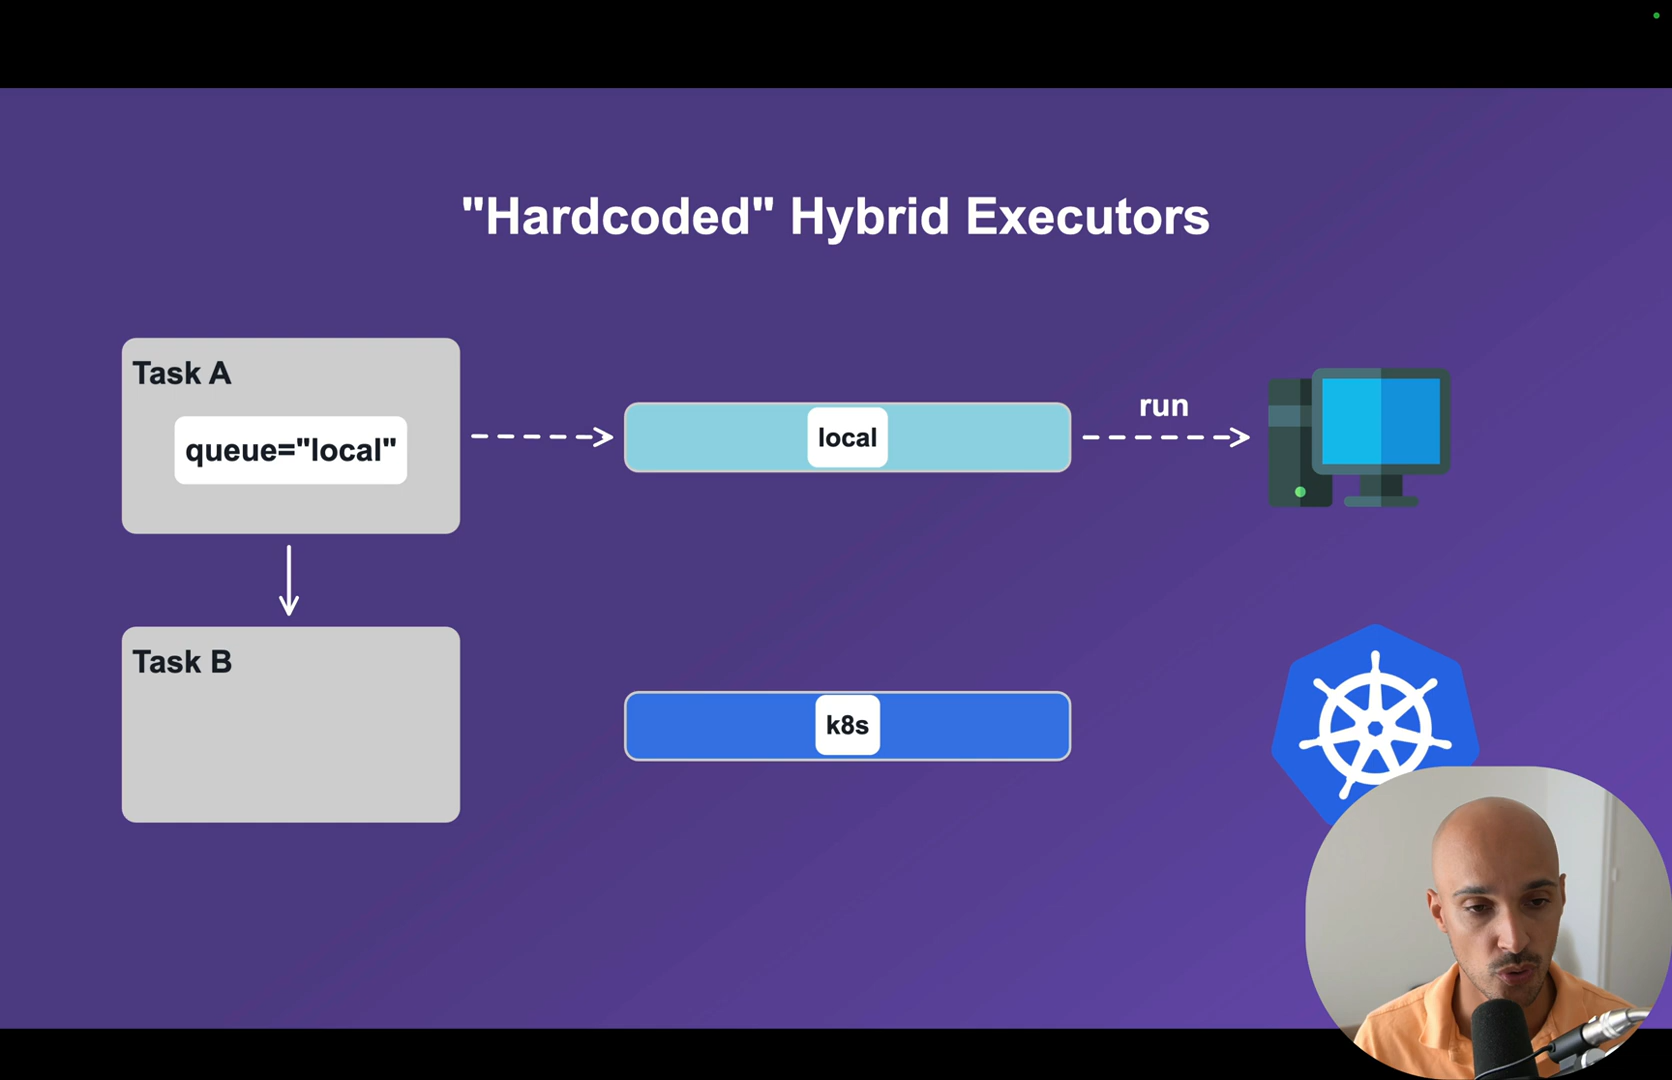 "Hardcoded" Hybrid Executors
Task A
queue="local"
local
run
Task B
k8s